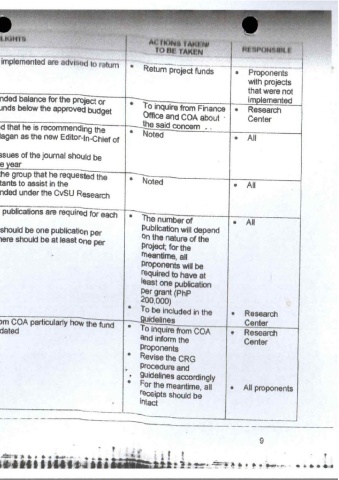 LIGHTS
ACTIONS TAKEN/
TO BE TAKEN
RESPONSIBLE
implemented are advised to return
• Return project funds
• Proponents
with projects
that were not
implemented
nded balance for the project or
unds below the approved budget
• To inquire from Finance
Office and COA about
the said concern
• Research
Center
d that he is recommending the
lagan as the new Editor-In-Chief of
ssues of the journal should be
e year
• Noted
• All
the group that he requested the
tants to assist in the
nded under the CvSU Research
• Noted
• All
publications are required for each
should be one publication per
here should be at least one per
• The number of
publication will depend
on the nature of the
project; for the
meantime, all
proponents will be
required to have at
least one publication
per grant (PhP
200,000)
• To be included in the
guidelines
• All
• Research
Center
om COA particularly how the fund
dated
• To inquire from COA
and inform the
proponents
• Revise the CRG
procedure and
guidelines accordingly
• For the meantime, all
receipts should be
intact
• Research
Center
• All proponents
9